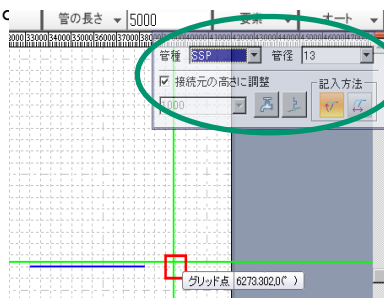 管の長さ 5000 要素 オート
管種 SSP 管径 13
接続元の高さに調整 記入方法
1000
グリッド点 6273.302,0(° )